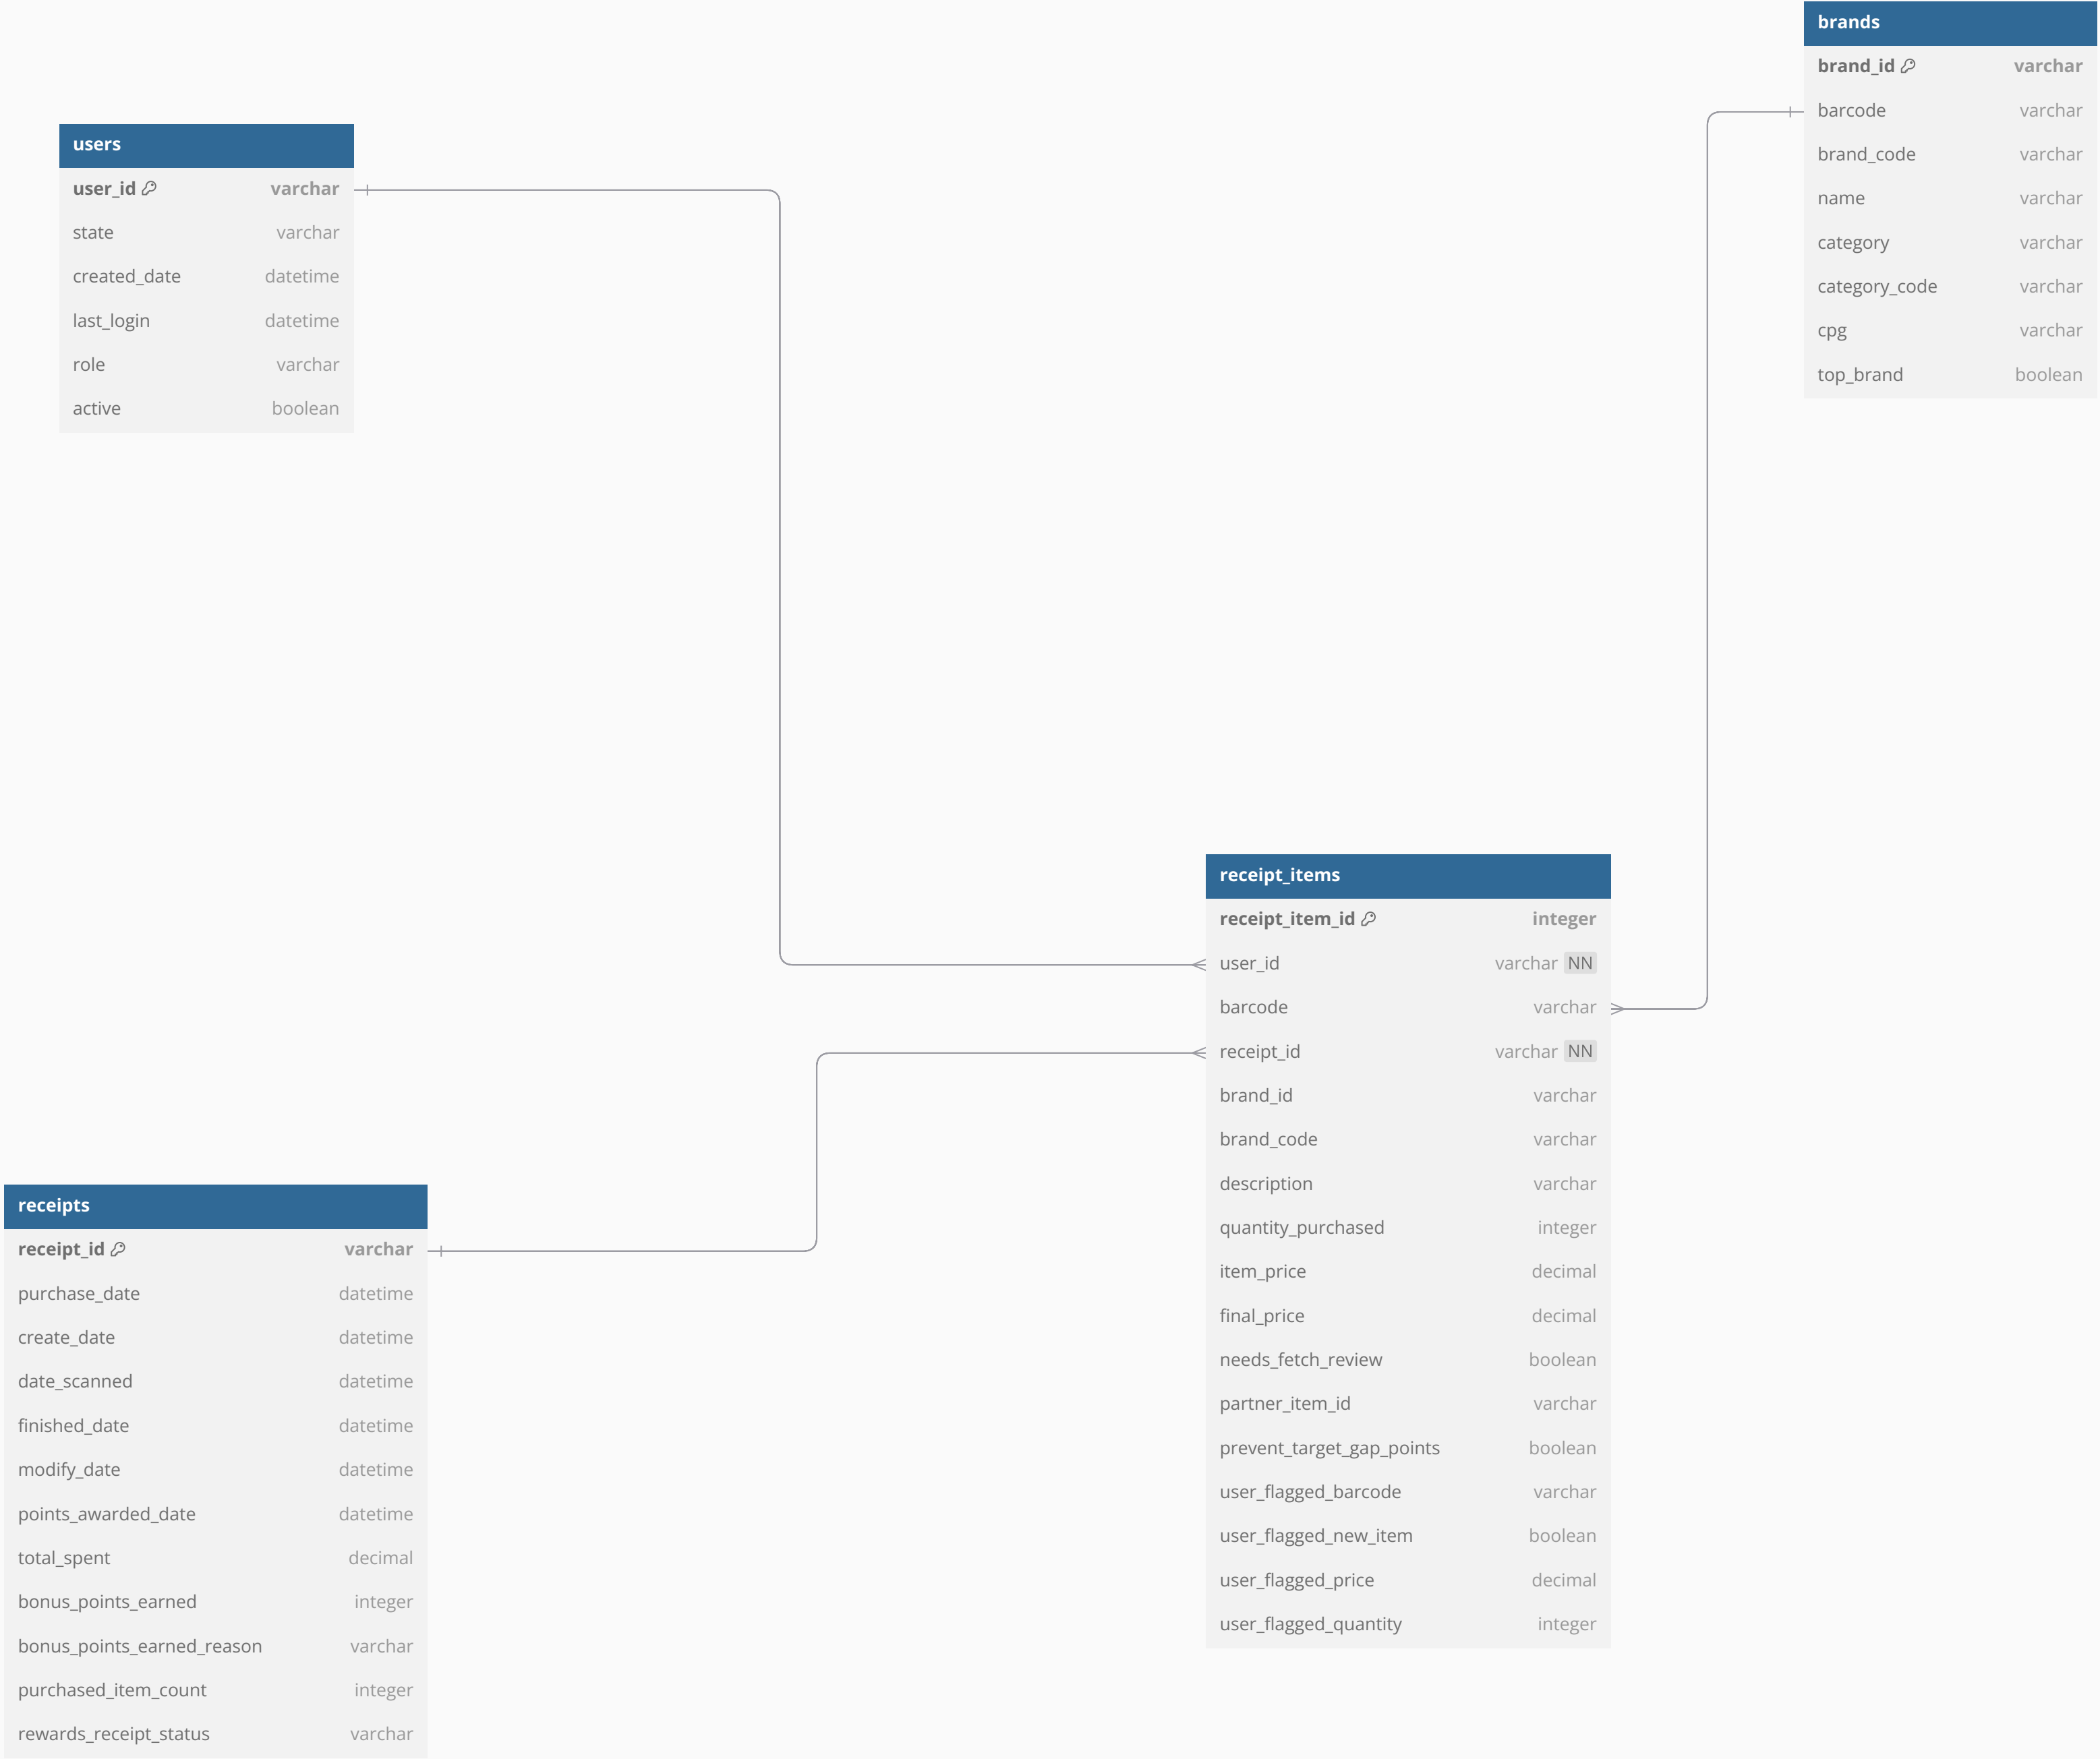 brands
brand_id varchar
barcode varchar
brand_code varchar
name varchar
category varchar
category_code varchar
cpg varchar
top_brand boolean
users
user_id varchar
state varchar
created_date datetime
last_login datetime
role varchar
active boolean
receipt_items
receipt_item_id integer
user_id varchar NN
barcode varchar
receipt_id varchar NN
brand_id varchar
brand_code varchar
description varchar
quantity_purchased integer
item_price decimal
final_price decimal
needs_fetch_review boolean
partner_item_id varchar
prevent_target_gap_points boolean
user_flagged_barcode varchar
user_flagged_new_item boolean
user_flagged_price decimal
user_flagged_quantity integer
receipts
receipt_id varchar
purchase_date datetime
create_date datetime
date_scanned datetime
finished_date datetime
modify_date datetime
points_awarded_date datetime
total_spent decimal
bonus_points_earned integer
bonus_points_earned_reason varchar
purchased_item_count integer
rewards_receipt_status varchar